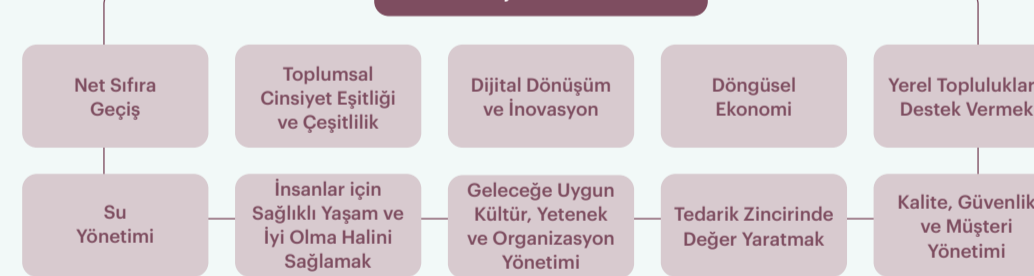 Net Sıfıra
Geçiş
Toplumsal
Cinsiyet Eşitliği
ve Çeşitlilik
Dijital Dönüşüm
ve İnovasyon
Döngüsel
Ekonomi
Yerel Topluluklar
Destek Vermek
Su
Yönetimi
İnsanlar için
Sağlıklı Yaşam ve
İyi Olma Halini
Sağlamak
Geleceğe Uygun
Kültür, Yetenek
ve Organizasyon
Yönetimi
Tedarik Zincirinde
Değer Yaratmak
Kalite, Güvenlik
ve Müşteri
Yönetimi